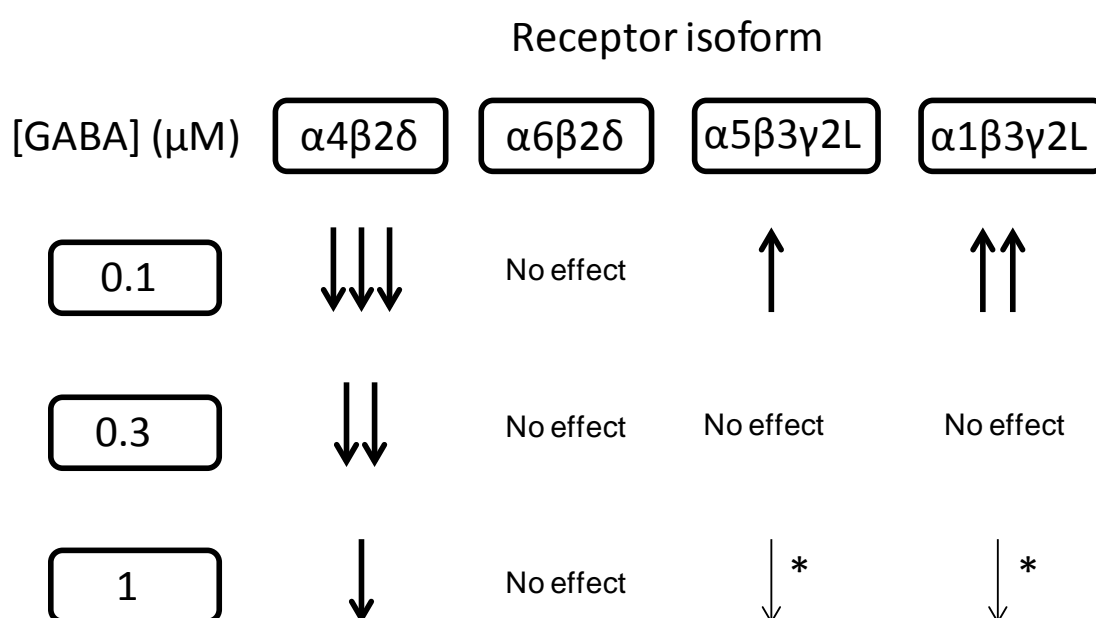 Receptor isoform
[GABA] (μM) α4β2δ α6β2δ α5β3γ2L α1β3γ2L
0.1 No effect
0.3 No effect No effect No effect
1 No effect * *